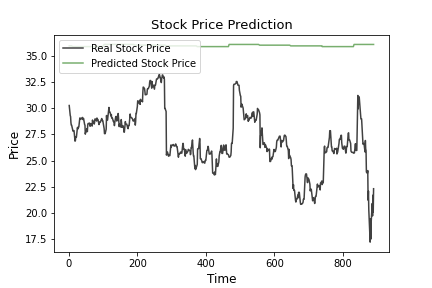 Stock Price Prediction
Real Stock Price
Predicted Stock Price
Price
35.0
32.5
30.0
27.5
25.0
22.5
20.0
17.5
0 200 400 600 800
Time